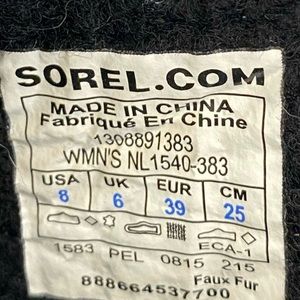 SOREL.COM
MADE IN CHINA
Fabriqué En Chine
1308891383
WMN'S NL1540-383
USA UK EUR CM
8 6 39 25
ECA-1
1583 PEL 0815 215
Faux Fur
888664537700